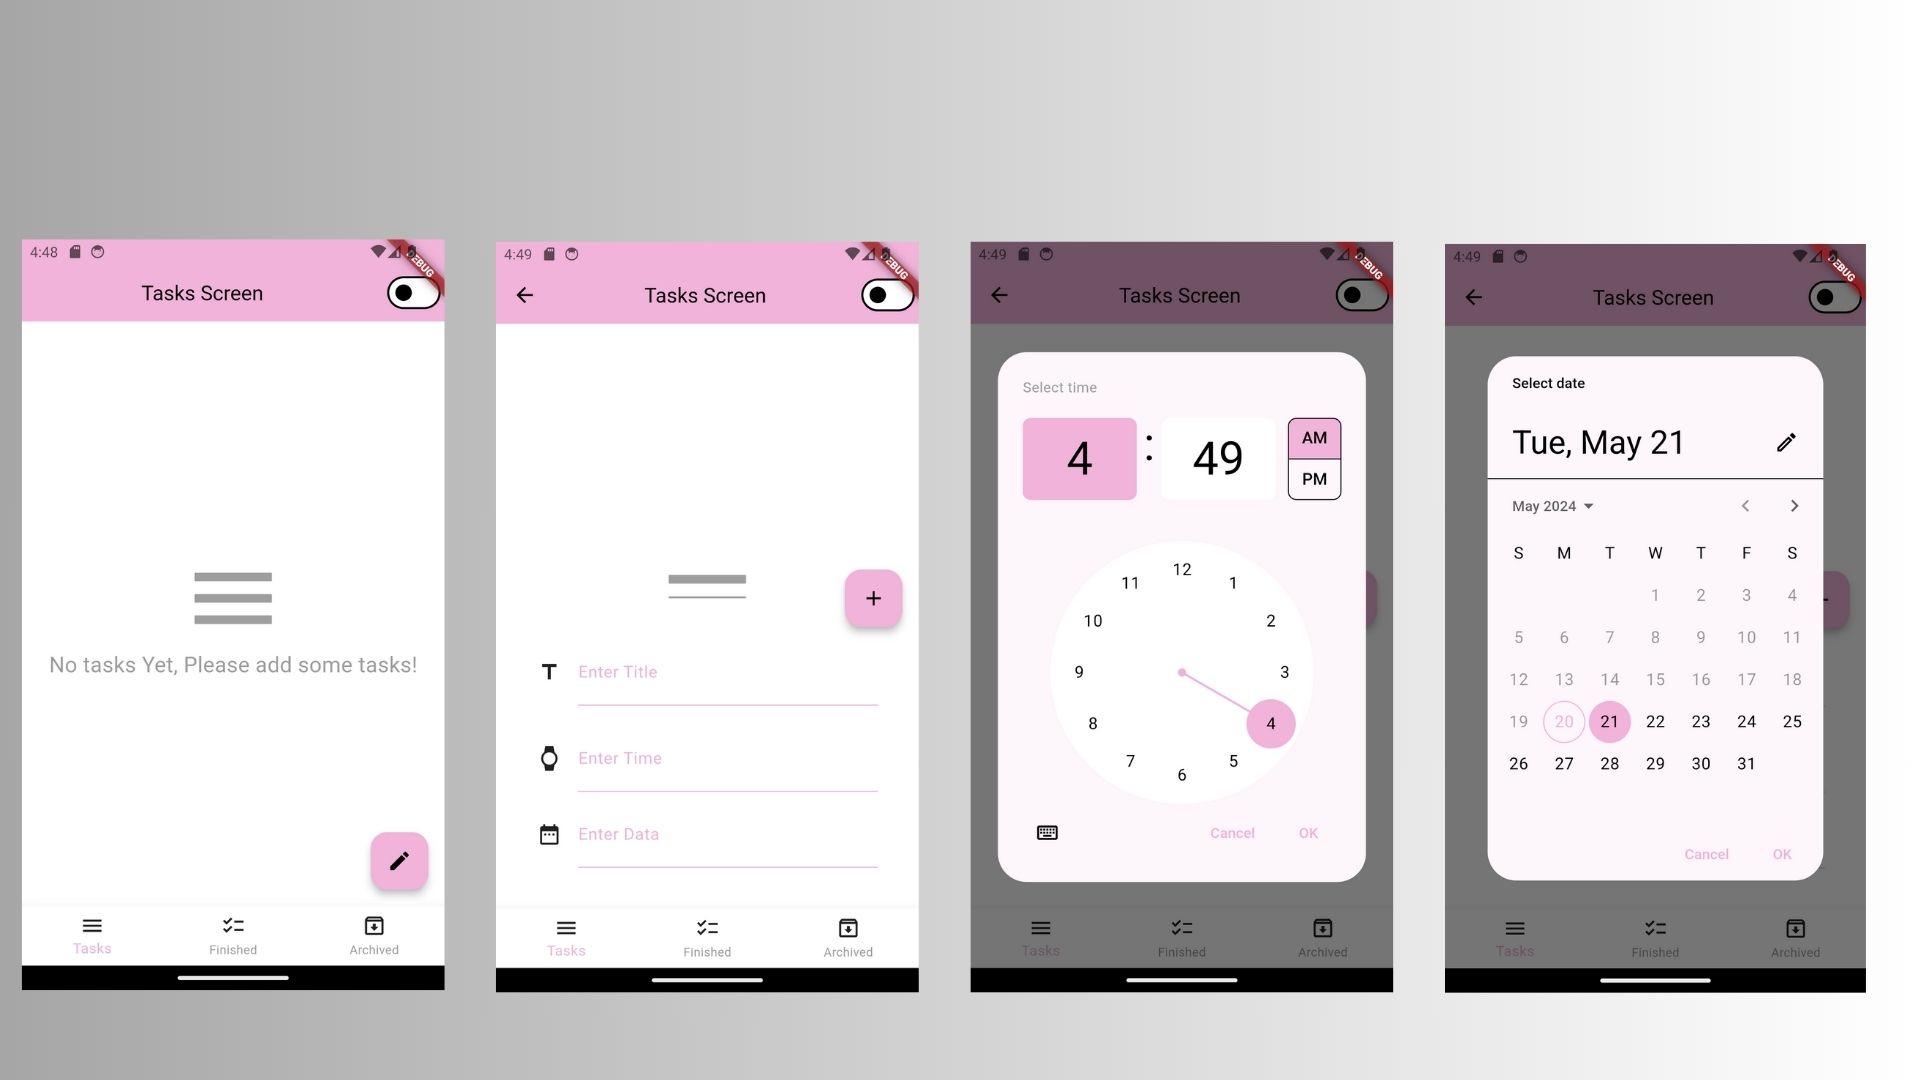 4:48
DEBUG
Tasks Screen
No tasks Yet, Please add some tasks!
Tasks Finished Archived
4:49
DEBUG
Tasks Screen
+
Enter Title
Enter Time
Enter Data
Tasks Finished Archived
4:49
DEBUG
Tasks Screen
Select time
4 : 49
AM
PM
12
11 1
10 2
9 3
8 4
7 5
6
Cancel OK
Tasks Finished Archived
4:49
DEBUG
Tasks Screen
Select date
Tue, May 21
May 2024
S M T W T F S
1 2 3 4
5 6 7 8 9 10 11
12 13 14 15 16 17 18
19 20 21 22 23 24 25
26 27 28 29 30 31
Cancel OK
Tasks Finished Archived